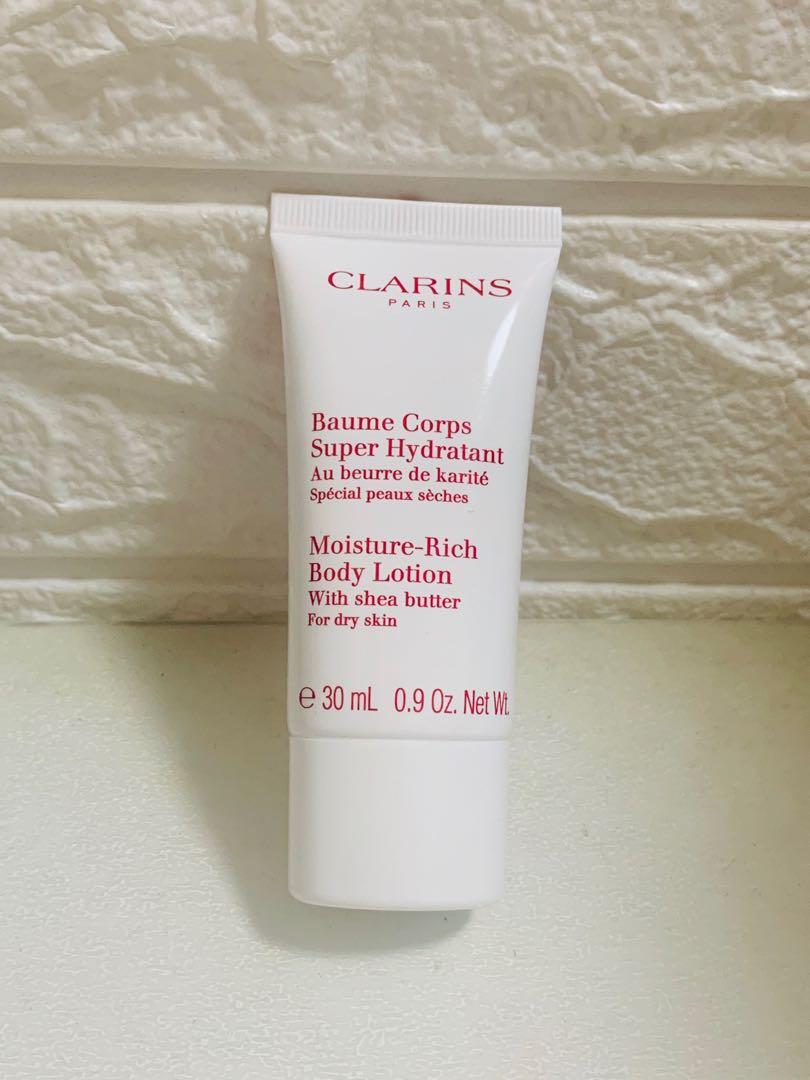 CLARINS
PARIS
Baume Corps
Super Hydratant
Au beurre de karité
Spécial peaux sèches
Moisture-Rich
Body Lotion
With shea butter
For dry skin
℮ 30 mL 0.9 Oz. Net Wt.